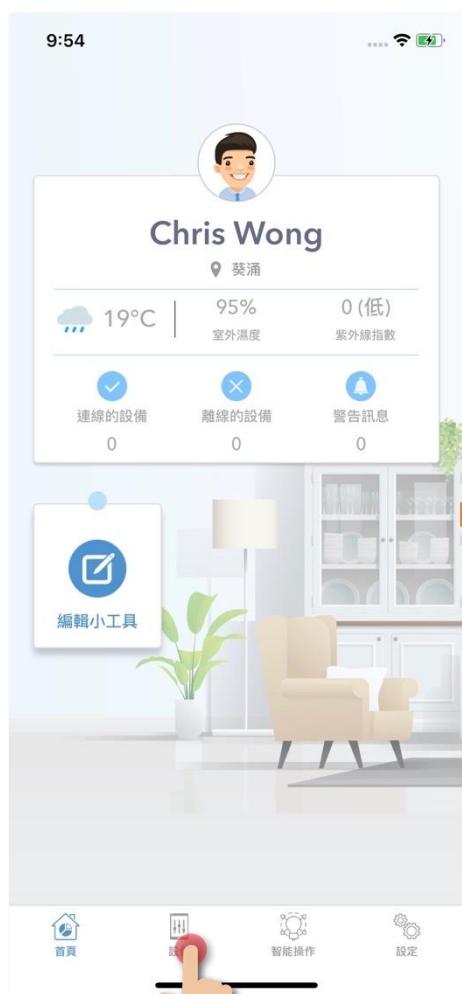 9:54
Chris Wong
葵涌
19°C
95%
室外濕度
0 (低)
紫外線指數
連線的設備
0
離線的設備
0
警告訊息
0
編輯小工具
首頁
智能操作
設定